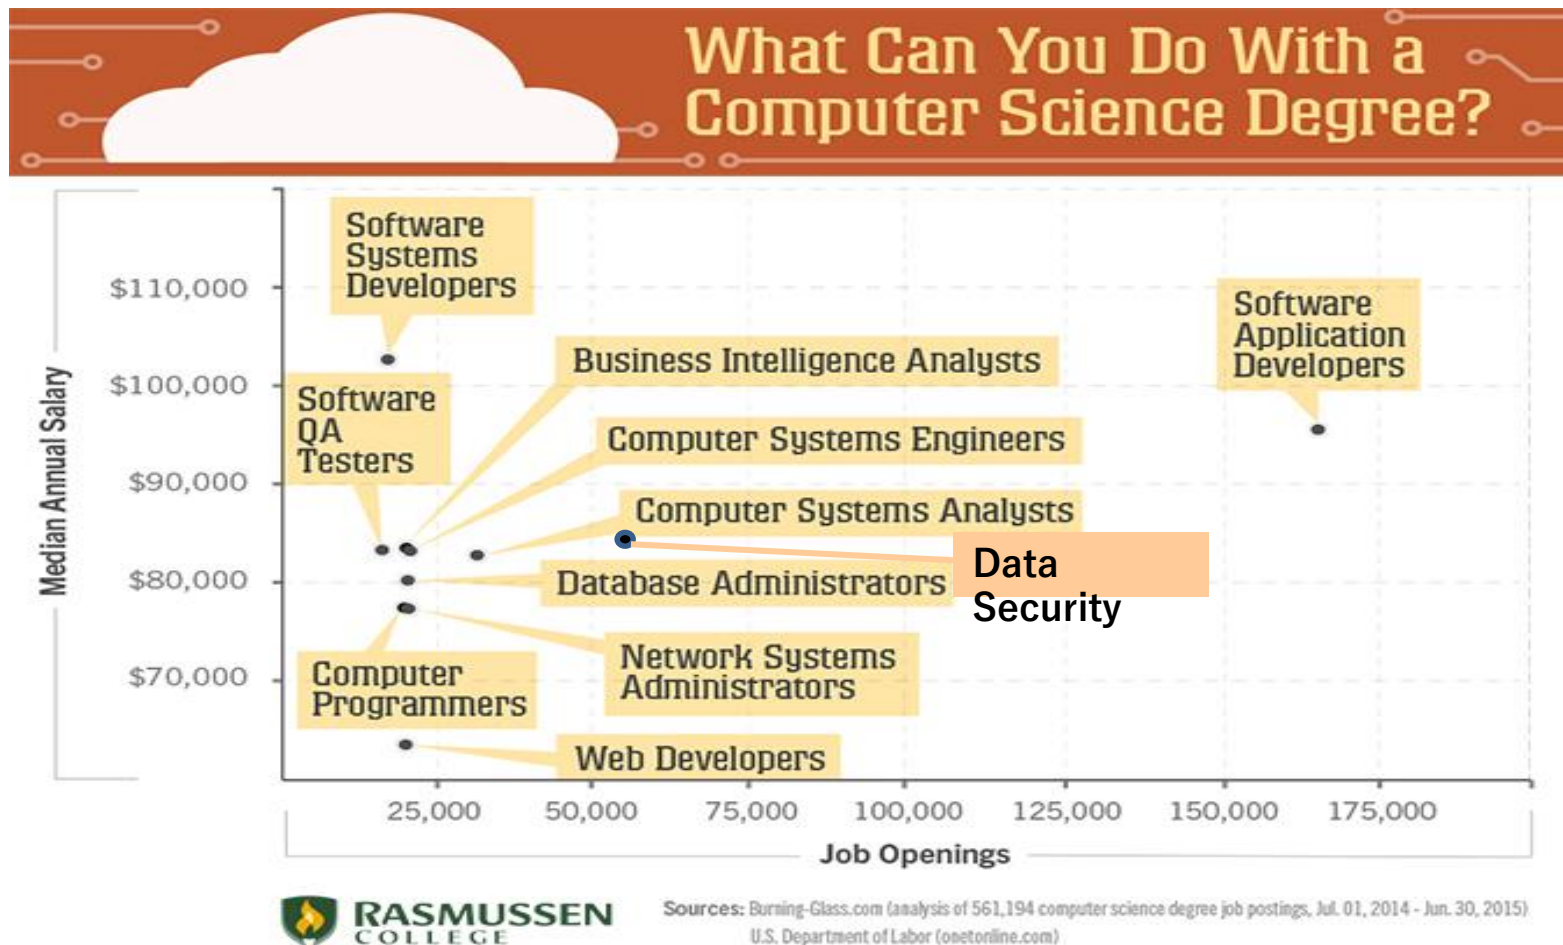 What Can You Do With a
Computer Science Degree?
Median Annual Salary
$110,000
$100,000
$90,000
$80,000
$70,000
Software
Systems
Developers
Software
Application
Developers
Business Intelligence Analysts
Software
QA
Testers
Computer Systems Engineers
Computer Systems Analysts
Data
Security
Database Administrators
Network Systems
Administrators
Computer
Programmers
Web Developers
25,000
50,000
75,000
100,000
125,000
150,000
175,000
Job Openings
RASMUSSEN
COLLEGE
Sources: Burning-Glass.com (analysis of 561,194 computer science degree job postings, Jul. 01, 2014 - Jun. 30, 2015)
U.S. Department of Labor (onetonline.com)